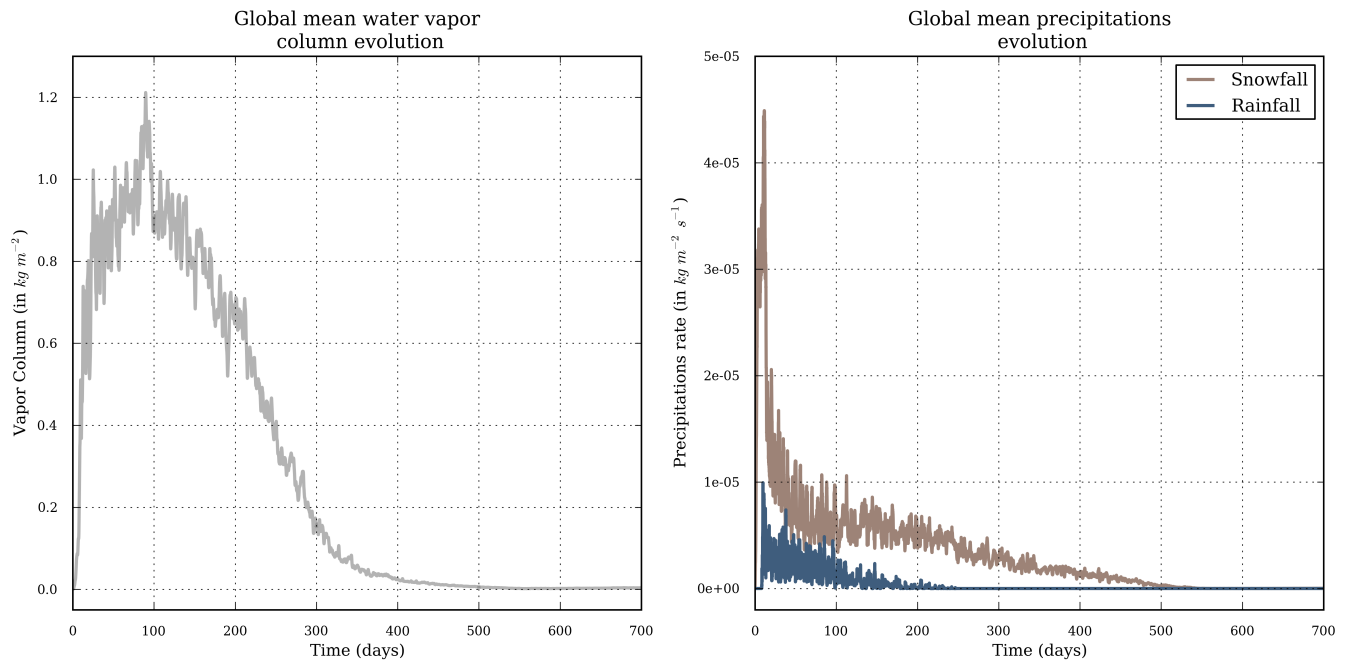 Global mean water vapor
column evolution
1.2
1.0
0.8
0.6
0.4
0.2
0.0
Vapor Column (in kg m−2)
0 100 200 300 400 500 600 700
Time (days)
Global mean precipitations
evolution
5e-05
4e-05
3e-05
2e-05
1e-05
0e+00
Precipitations rate (in kg m−2 s−1)
Snowfall
Rainfall
0 100 200 300 400 500 600 700
Time (days)